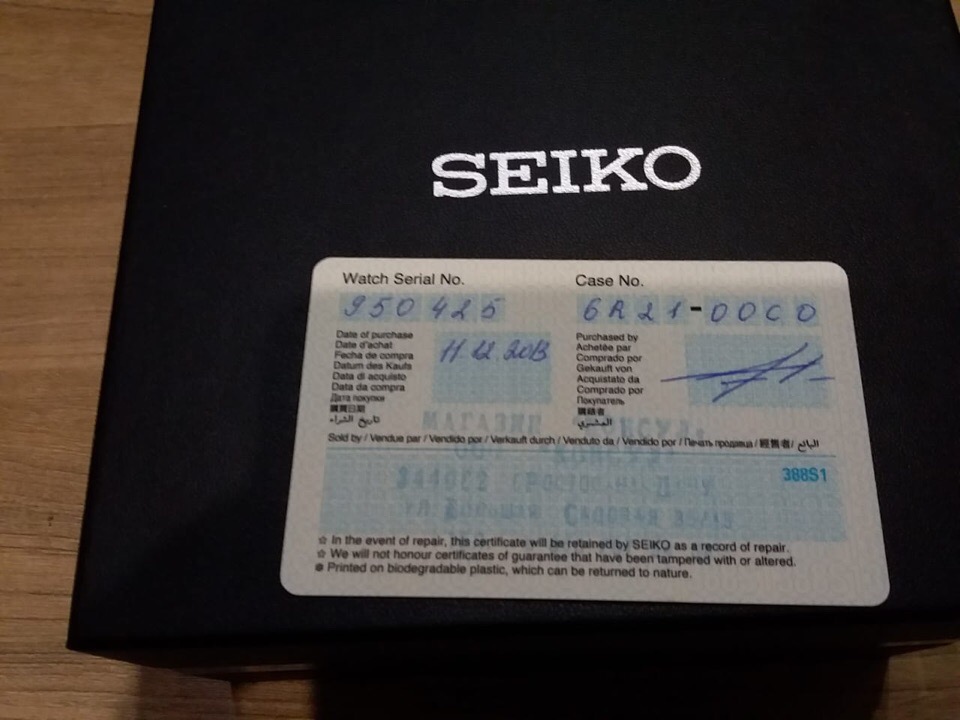 SEIKO
Watch Serial No.
950 425
Case No.
6R21-00C0
Date of purchase
Date d'achat
Fecha de compra
Datum des Kaufs
Data di acquisto
Data da compra
Дата покупки
購買日期
تاريخ الشراء
11.12.2013
Purchased by
Achetée par
Comprado por
Gekauft von
Acquistato da
Comprado por
Покупатель
購買者
المشتري
МАГАЗИН
Sold by / Vendue par / Vendido por / Verkauft durch / Venduto da / Vendido por / Печать продавца / 經售者 / البائع
388S1
☆ In the event of repair, this certificate will be retained by SEIKO as a record of repair.
☆ We will not honour certificates of guarantee that have been tampered with or altered.
● Printed on biodegradable plastic, which can be returned to nature.